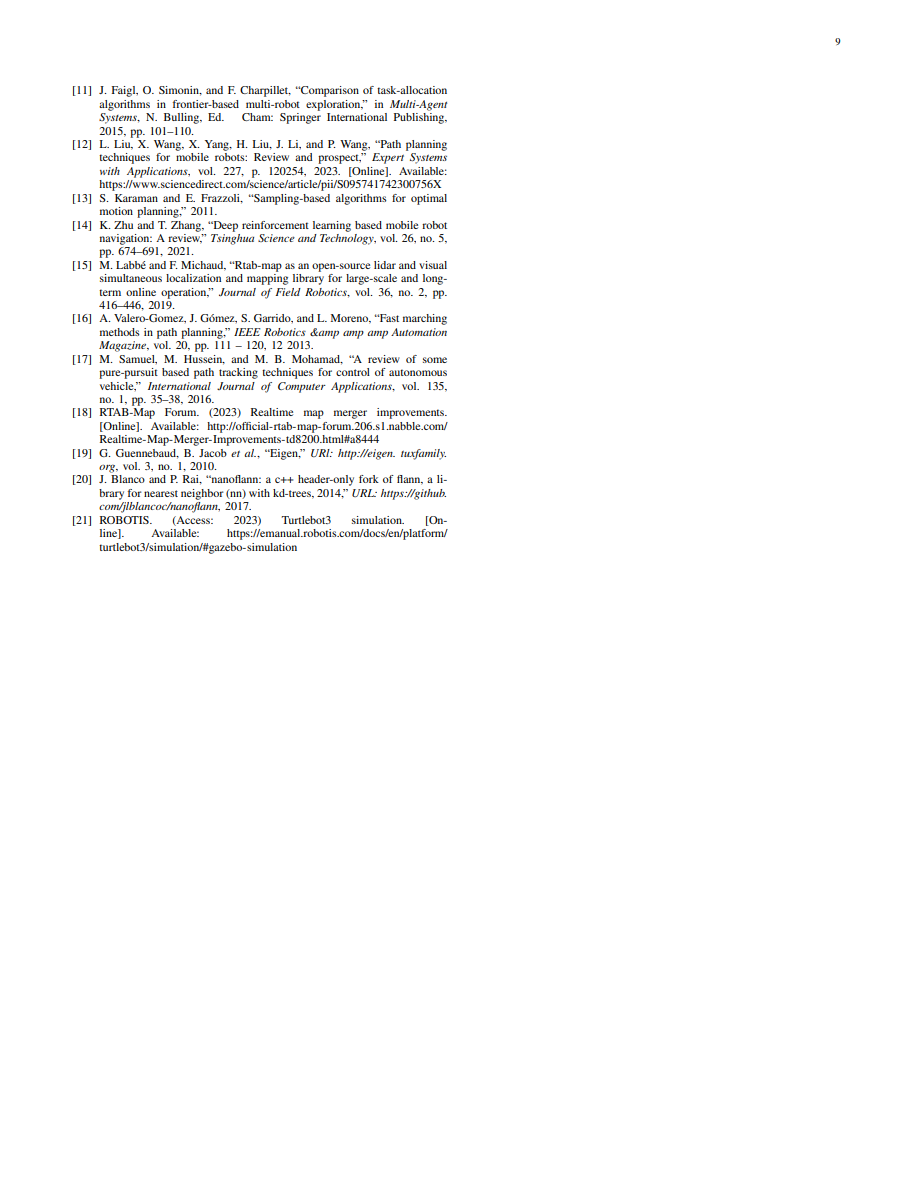 9
[11] J. Faigl, O. Simonin, and F. Charpillet, “Comparison of task-allocation
algorithms in frontier-based multi-robot exploration,” in Multi-Agent
Systems, N. Bulling, Ed. Cham: Springer International Publishing,
2015, pp. 101–110.
[12] L. Liu, X. Wang, X. Yang, H. Liu, J. Li, and P. Wang, “Path planning
techniques for mobile robots: Review and prospect,” Expert Systems
with Applications, vol. 227, p. 120254, 2023. [Online]. Available:
https://www.sciencedirect.com/science/article/pii/S095741742300756X
[13] S. Karaman and E. Frazzoli, “Sampling-based algorithms for optimal
motion planning,” 2011.
[14] K. Zhu and T. Zhang, “Deep reinforcement learning based mobile robot
navigation: A review,” Tsinghua Science and Technology, vol. 26, no. 5,
pp. 674–691, 2021.
[15] M. Labbé and F. Michaud, “Rtab-map as an open-source lidar and visual
simultaneous localization and mapping library for large-scale and long-
term online operation,” Journal of Field Robotics, vol. 36, no. 2, pp.
416–446, 2019.
[16] A. Valero-Gomez, J. Gómez, S. Garrido, and L. Moreno, “Fast marching
methods in path planning,” IEEE Robotics &amp amp amp Automation
Magazine, vol. 20, pp. 111 – 120, 12 2013.
[17] M. Samuel, M. Hussein, and M. B. Mohamad, “A review of some
pure-pursuit based path tracking techniques for control of autonomous
vehicle,” International Journal of Computer Applications, vol. 135,
no. 1, pp. 35–38, 2016.
[18] RTAB-Map Forum. (2023) Realtime map merger improvements.
[Online]. Available: http://official-rtab-map-forum.206.s1.nabble.com/
Realtime-Map-Merger-Improvements-td8200.html#a8444
[19] G. Guennebaud, B. Jacob et al., “Eigen,” URl: http://eigen. tuxfamily.
org, vol. 3, no. 1, 2010.
[20] J. Blanco and P. Rai, “nanoflann: a c++ header-only fork of flann, a li-
brary for nearest neighbor (nn) with kd-trees, 2014,” URL: https://github.
com/jlblancoc/nanoflann, 2017.
[21] ROBOTIS. (Access: 2023) Turtlebot3 simulation. [On-
line]. Available: https://emanual.robotis.com/docs/en/platform/
turtlebot3/simulation/#gazebo-simulation